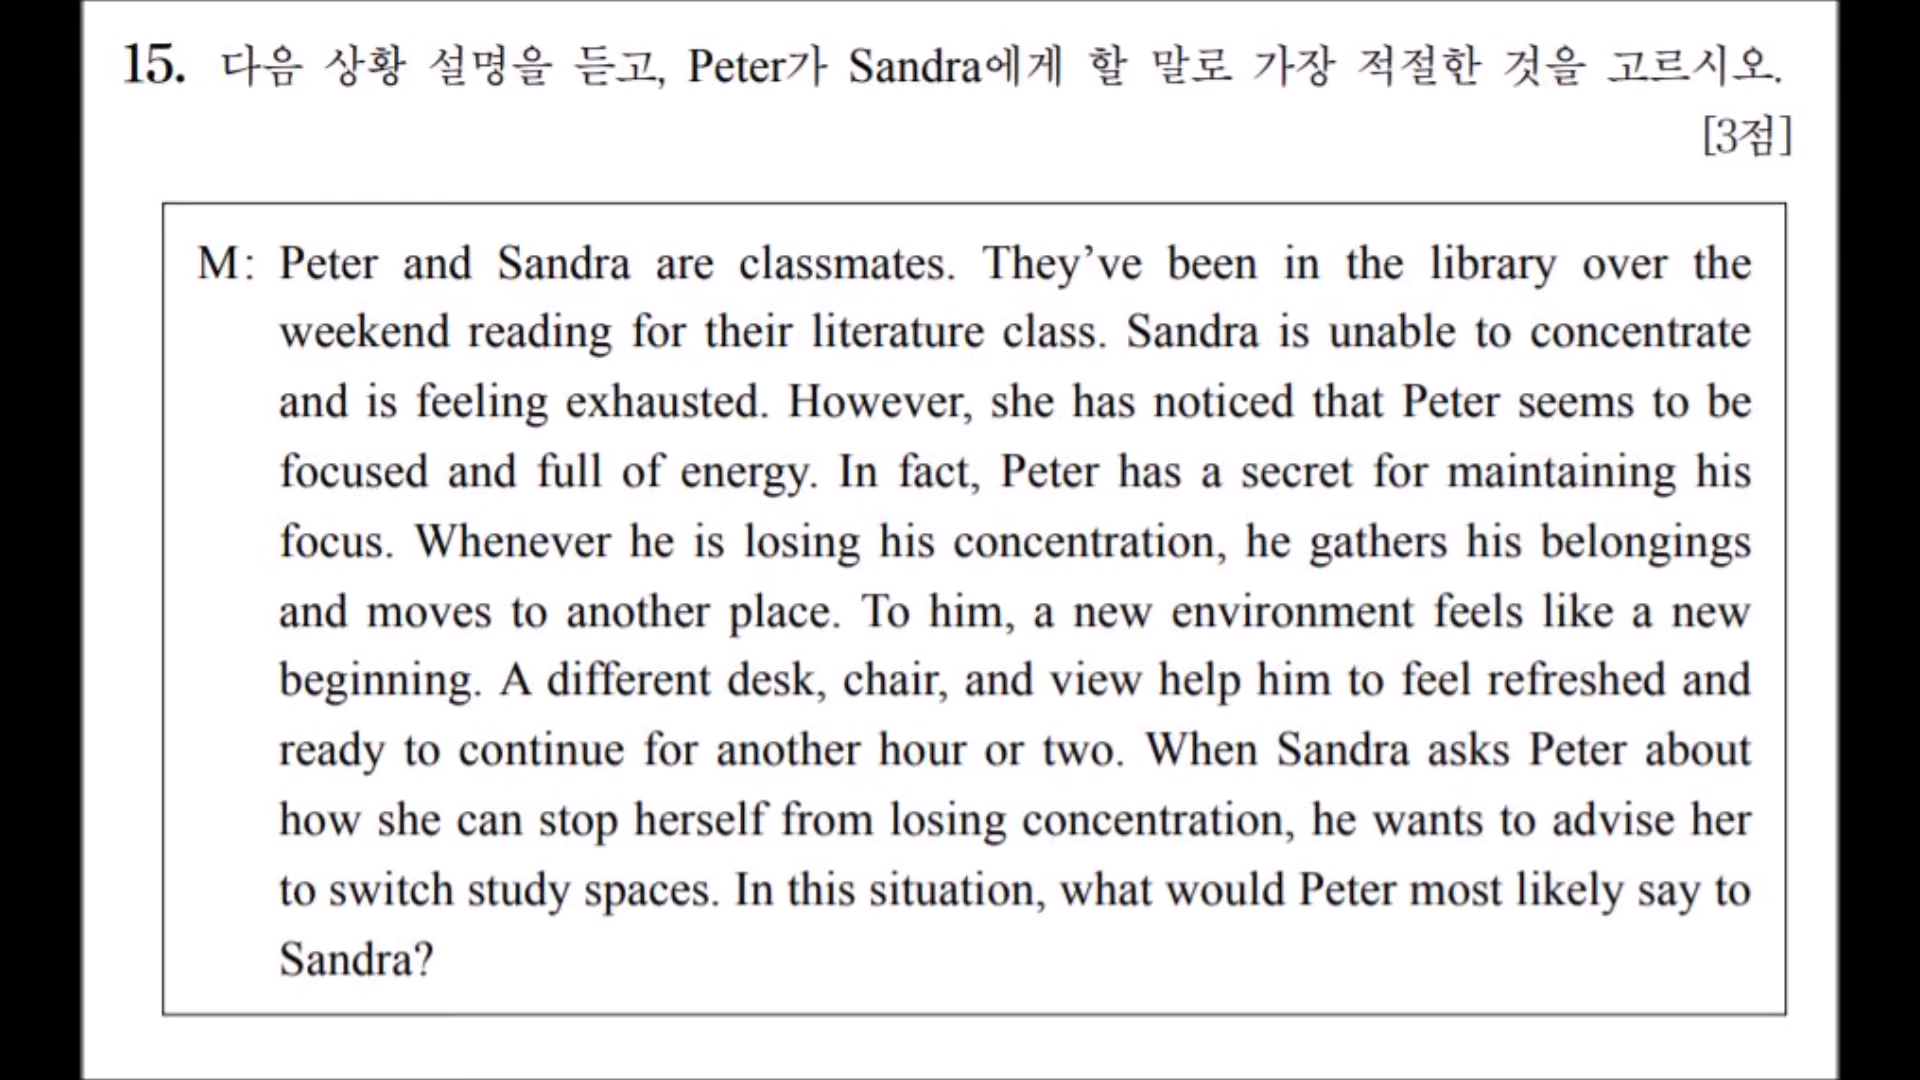 15. 다음 상황 설명을 듣고, Peter가 Sandra에게 할 말로 가장 적절한 것을 고르시오.
[3점]
M: Peter and Sandra are classmates. They’ve been in the library over the
weekend reading for their literature class. Sandra is unable to concentrate
and is feeling exhausted. However, she has noticed that Peter seems to be
focused and full of energy. In fact, Peter has a secret for maintaining his
focus. Whenever he is losing his concentration, he gathers his belongings
and moves to another place. To him, a new environment feels like a new
beginning. A different desk, chair, and view help him to feel refreshed and
ready to continue for another hour or two. When Sandra asks Peter about
how she can stop herself from losing concentration, he wants to advise her
to switch study spaces. In this situation, what would Peter most likely say to
Sandra?